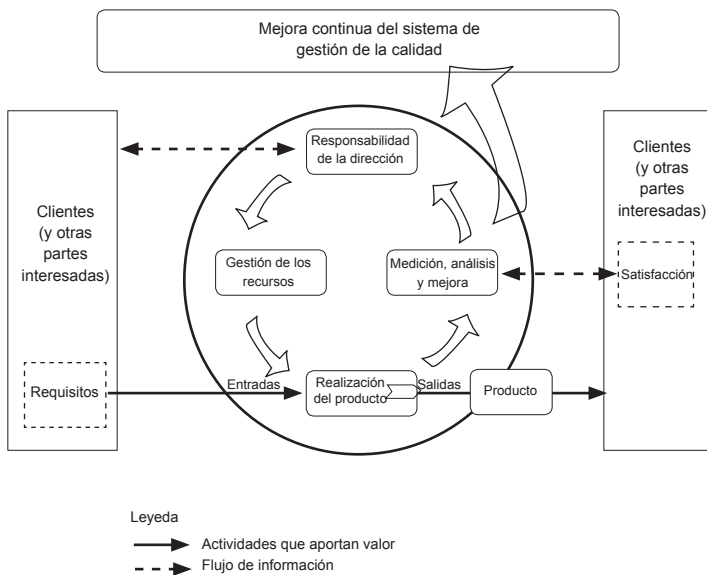 Mejora continua del sistema de
gestión de la calidad
Clientes
(y otras
partes
interesadas)
Requisitos
Responsabilidad
de la dirección
Gestión de los
recursos
Medición, análisis
y mejora
Entradas
Realización
del producto
Salidas
Producto
Clientes
(y otras
partes
interesadas)
Satisfacción
Leyeda
Actividades que aportan valor
Flujo de información